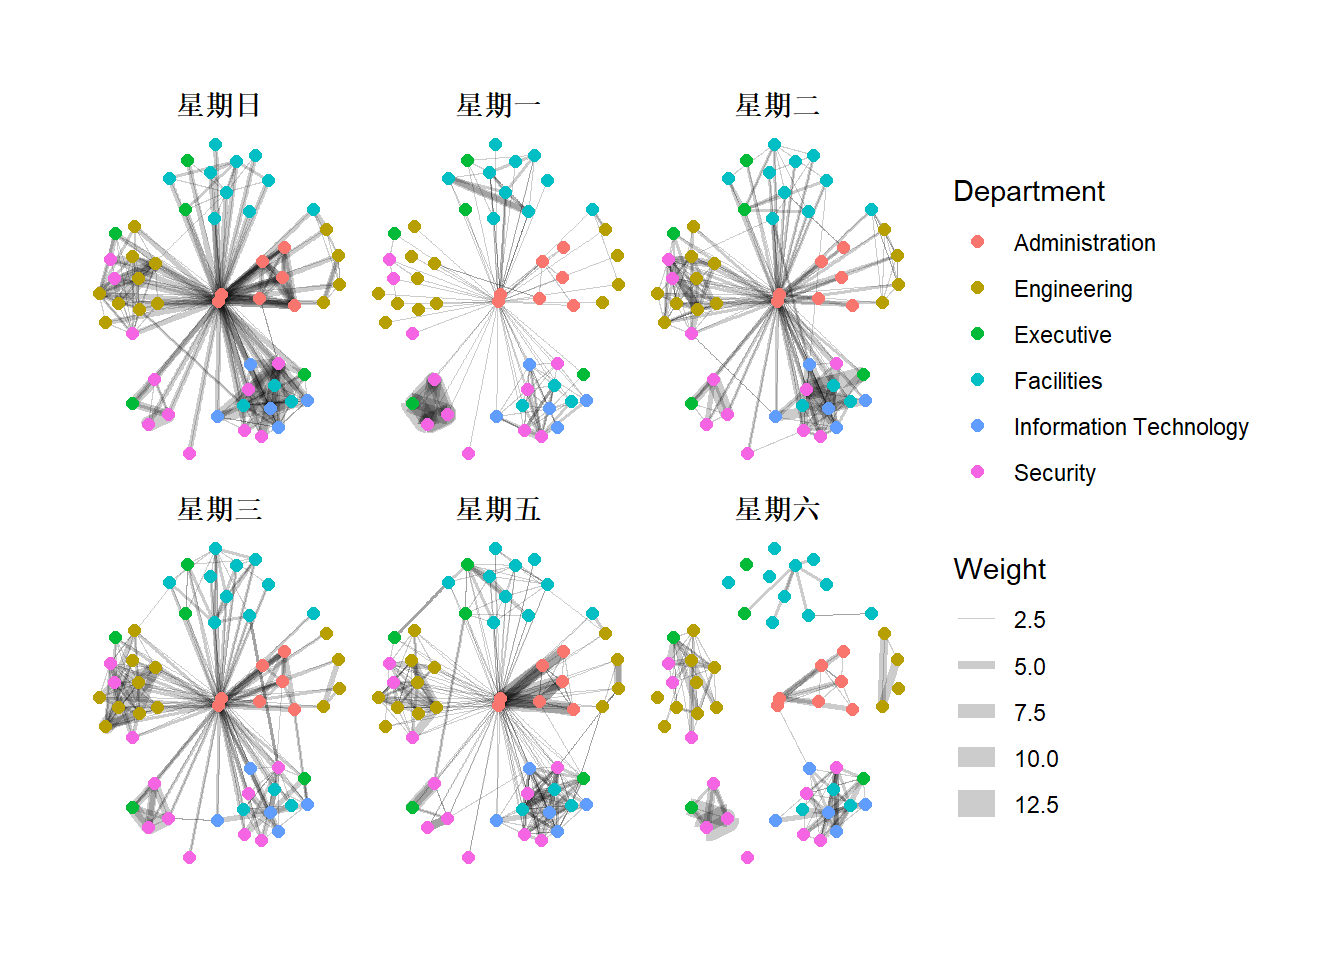 星期日
星期一
星期二
星期三
星期五
星期六
Department
Administration
Engineering
Executive
Facilities
Information Technology
Security
Weight
2.5
5.0
7.5
10.0
12.5